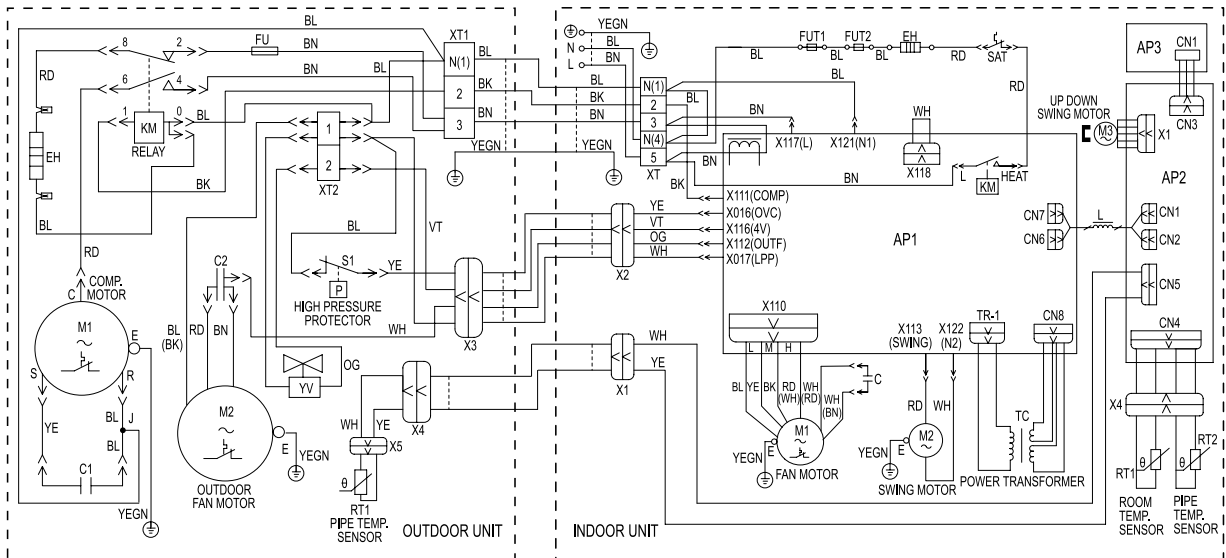 BL
XT1
8
2
FU
BN
N(1)
BL
RD
6
4
BN
BL
BK
2
1
0
BL
KM
RELAY
1
BN
3
EH
2
XT2
YEGN
YEGN
BK
BL
BL
VT
RD
C
COMP.
MOTOR
C2
S1
YE
P
HIGH PRESSURE
PROTECTOR
X3
M1
~
E
S
R
BL
(BK)
RD
BN
WH
OG
YV
YE
BL
J
BL
C1
YEGN
M2
~
E
YEGN
OUTDOOR
FAN MOTOR
WH
YE
X4
X5
θ
RT1
PIPE TEMP.
SENSOR
OUTDOOR UNIT
YEGN
N
BL
L
BN
FUT1
FUT2
EH
BL
BL
BL
BL
RD
SAT
RD
AP3
CN1
CN3
BL
BK
BN
N(1)
2
3
N(4)
5
XT
BL
BL
BN
BN
BN
BK
X117(L)
X121(N1)
WH
X118
L
HEAT
KM
UP DOWN
SWING MOTOR
M3
X1
AP2
X111(COMP)
YE
X016(OVC)
VT
X116(4V)
OG
X112(OUTF)
WH
X017(LPP)
X2
AP1
CN7
CN6
L
CN1
CN2
CN5
X110
L
M
H
BL
YE
BK
RD
(WH)
WH
(RD)
WH
(BN)
C
X113
(SWING)
X122
(N2)
TR-1
CN8
CN4
WH
YE
X1
RD
WH
TC
X4
M1
~
E
YEGN
FAN MOTOR
M2
~
E
YEGN
SWING MOTOR
POWER TRANSFORMER
RT1
θ
θ
RT2
ROOM
TEMP.
SENSOR
PIPE
TEMP.
SENSOR
INDOOR UNIT